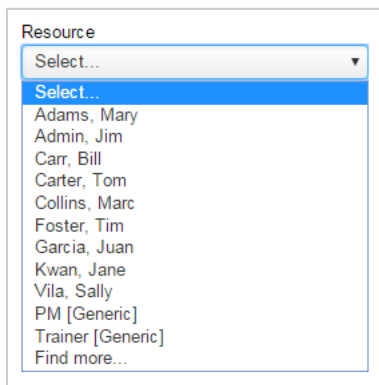 Resource
Select...
Select...
Adams, Mary
Admin, Jim
Carr, Bill
Carter, Tom
Collins, Marc
Foster, Tim
Garcia, Juan
Kwan, Jane
Vila, Sally
PM [Generic]
Trainer [Generic]
Find more...